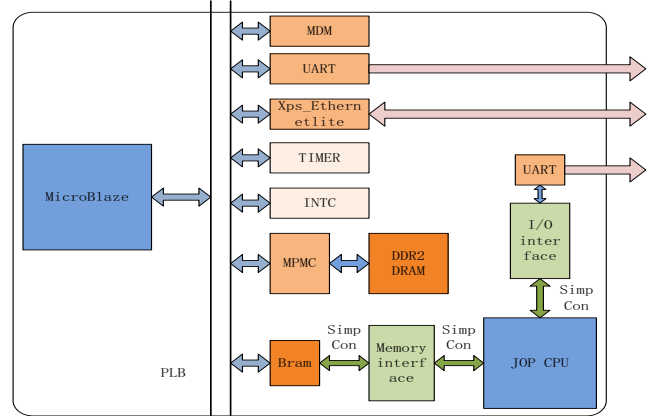 MDM
UART
Xps_Ethern
etlite
TIMER
UART
MicroBlaze
INTC
I/O
inter
face
MPMC
DDR2
DRAM
Simp
Con
Simp
Con
Simp
Con
Bram
Memory
interf
ace
JOP CPU
PLB